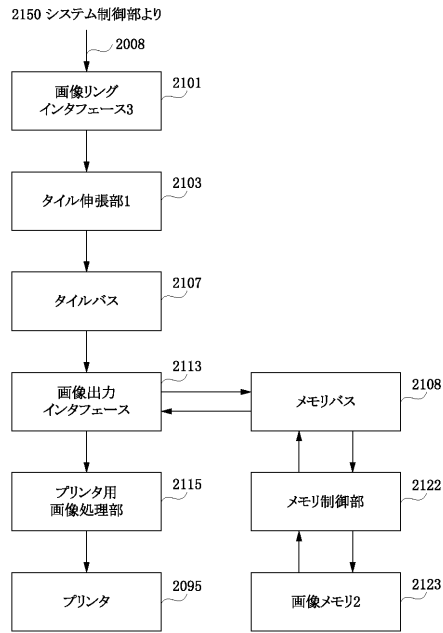 2150 システム制御部より
2008
画像リング
インタフェース3
2101
タイル伸張部1
2103
タイルバス
2107
画像出力
インタフェース
2113
メモリバス
2108
プリンタ用
画像処理部
2115
メモリ制御部
2122
プリンタ
2095
画像メモリ2
2123